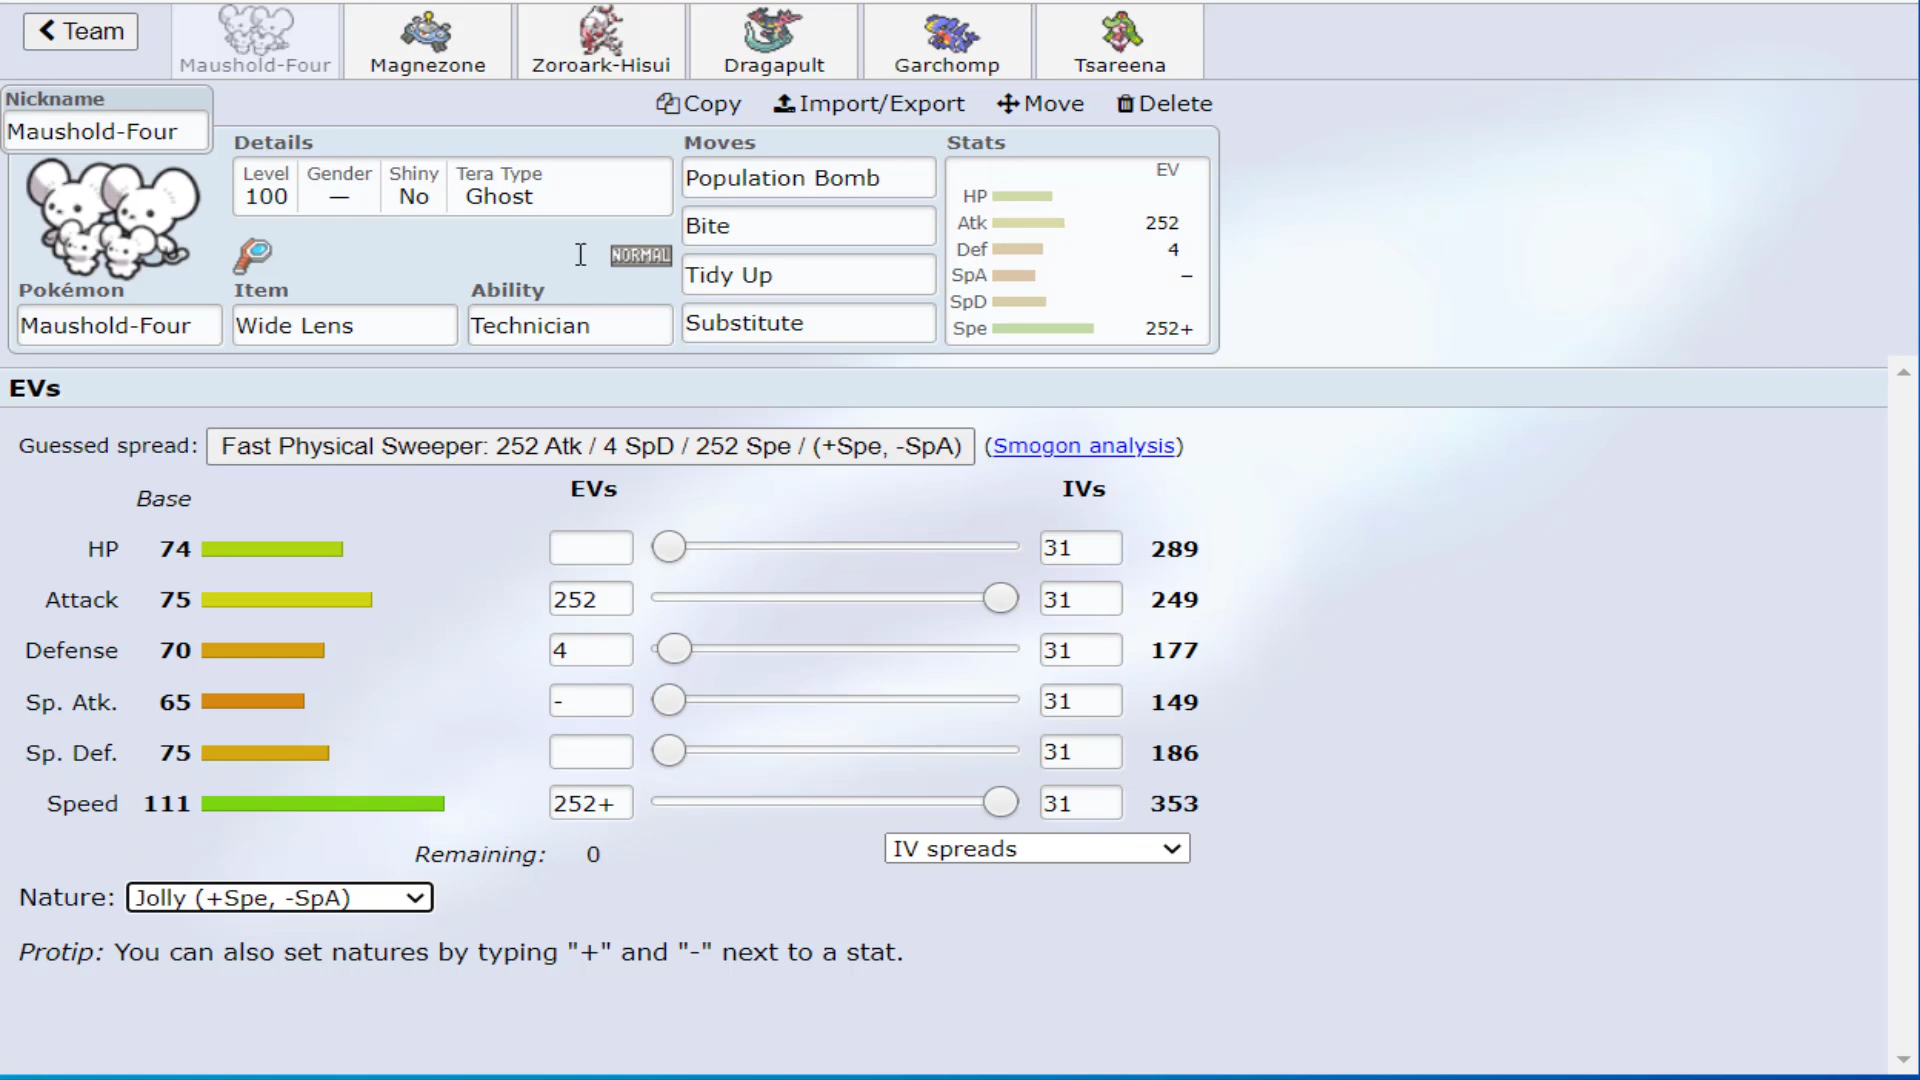 Team
Maushold-Four
Magnezone
Zoroark-Hisui
Dragapult
Garchomp
Tsareena
Copy
Import/Export
Move
Delete
Nickname
Maushold-Four
Details
Level
100
Gender
—
Shiny
No
Tera Type
Ghost
NORMAL
Pokémon
Maushold-Four
Item
Wide Lens
Ability
Technician
Moves
Population Bomb
Bite
Tidy Up
Substitute
Stats
EV
HP
Atk 252
Def 4
SpA –
SpD
Spe 252+
EVs
Guessed spread: Fast Physical Sweeper: 252 Atk / 4 SpD / 252 Spe / (+Spe, -SpA) (Smogon analysis)
Base EVs IVs
HP 74 31 289
Attack 75 252 31 249
Defense 70 4 31 177
Sp. Atk. 65 - 31 149
Sp. Def. 75 31 186
Speed 111 252+ 31 353
Remaining: 0 IV spreads
Nature: Jolly (+Spe, -SpA)
Protip: You can also set natures by typing "+" and "-" next to a stat.